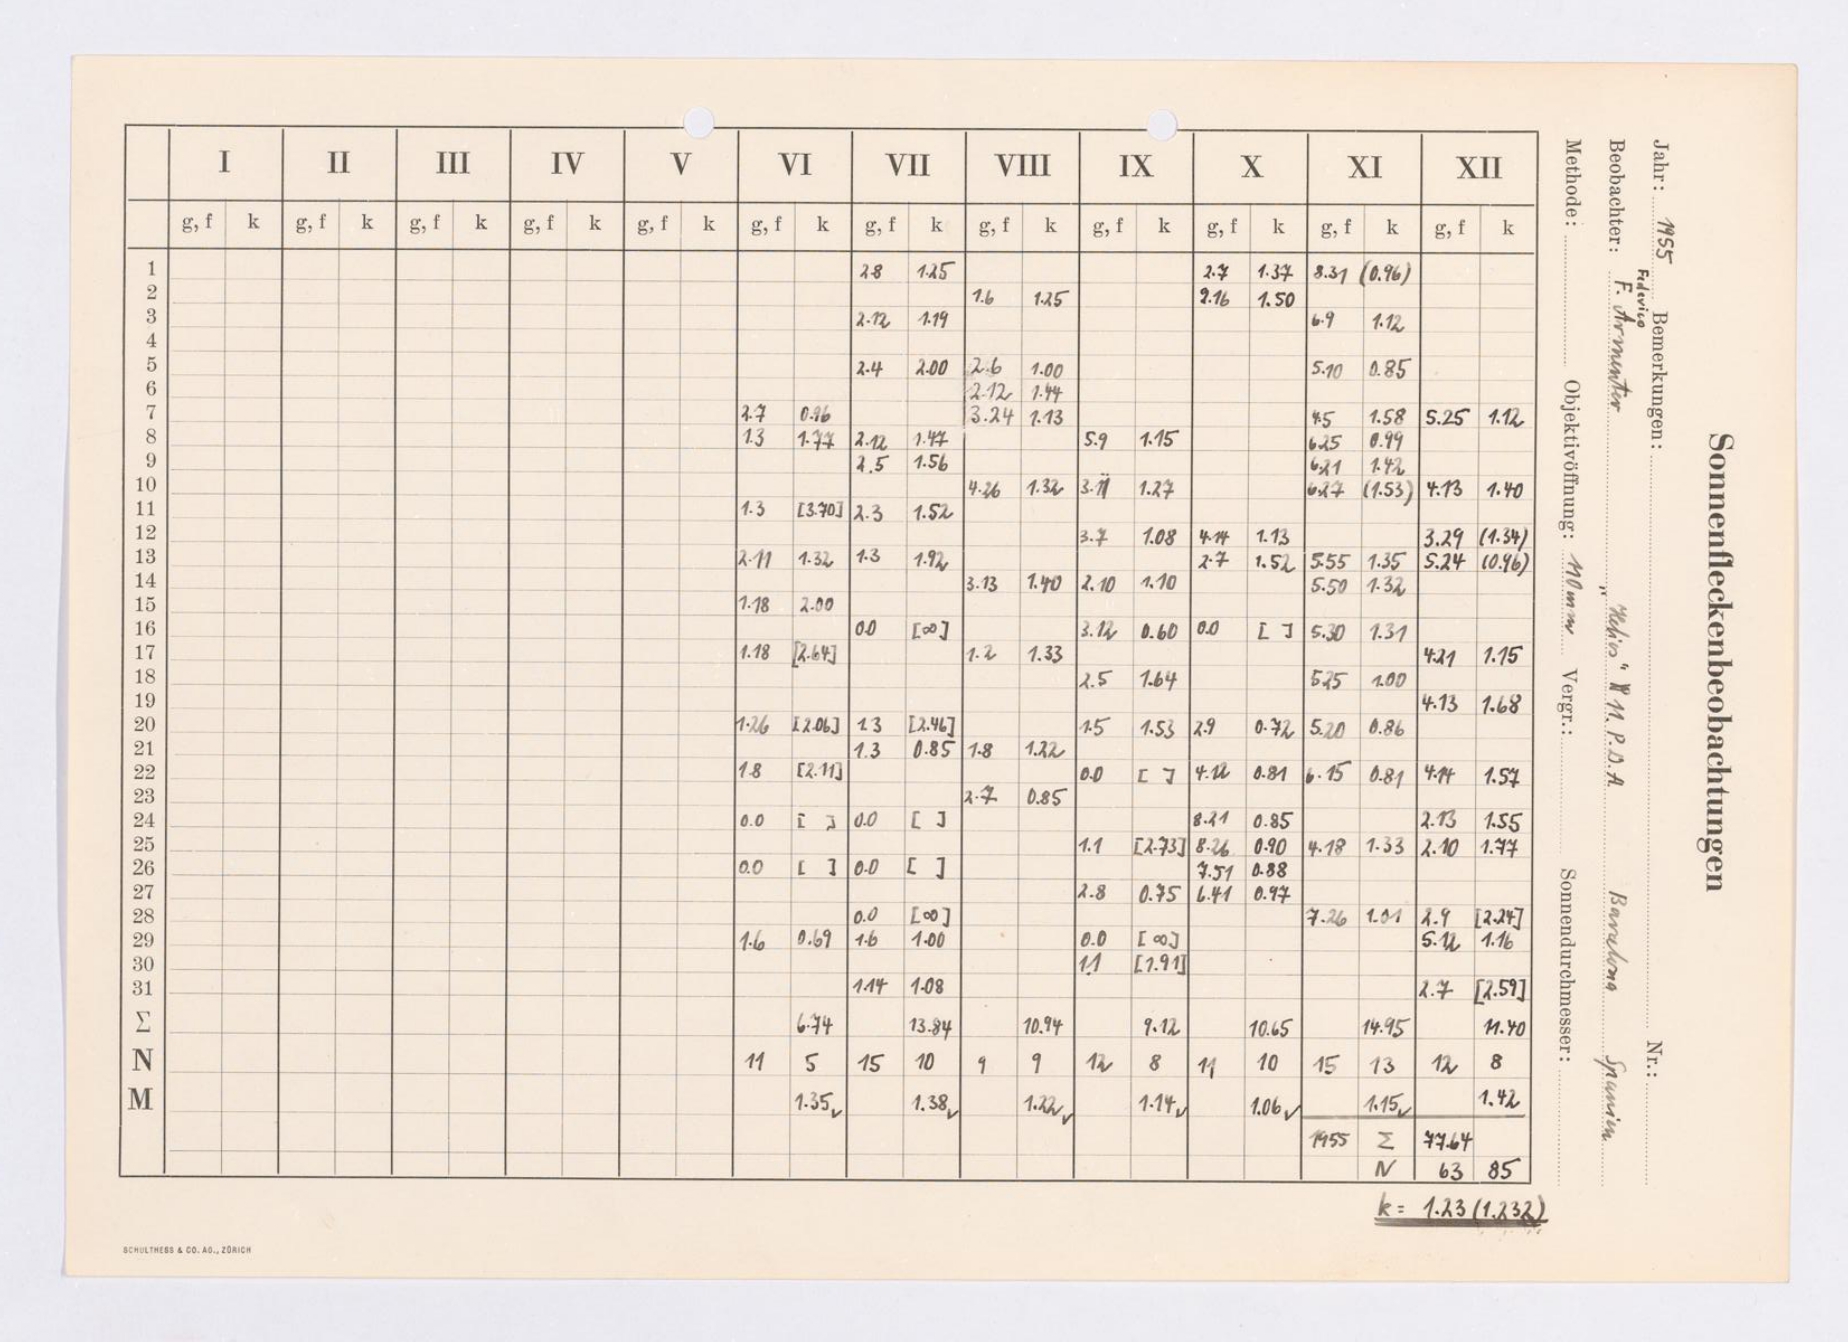 I II III IV V VI VII VIII IX X XI XII
g, f k g, f k g, f k g, f k g, f k g, f k g, f k g, f k g, f k g, f k g, f k g, f k
1 2.8 1.25 2.7 1.37 8.31 (0.96)
2 1.6 1.25 2.16 1.50
3 2.12 1.19 6.9 1.12
4
5 2.4 2.00 2.6 1.00 5.10 0.85
6 2.12 1.44
7 2.7 0.96 3.24 1.13 4.5 1.58 5.25 1.12
8 1.3 1.77 2.12 1.47 5.9 1.15 6.25 0.99
9 2.5 1.56 6.21 1.42
10 4.26 1.32 3.11 1.27 6.27 (1.53) 4.13 1.40
11 1.3 [3.70] 2.3 1.52
12 3.7 1.08 4.14 1.13 3.29 (1.34)
13 2.11 1.32 1.3 1.92 2.7 1.52 5.55 1.35 5.24 (0.96)
14 3.13 1.40 2.10 1.10 5.50 1.32
15 1.18 2.00
16 0.0 [∞] 3.12 0.60 0.0 [ ] 5.30 1.31
17 1.18 [2.64] 1.2 1.33 4.21 1.15
18 2.5 1.64 5.25 1.00
19 4.13 1.68
20 1.26 [2.06] 1.3 [2.46] 1.5 1.53 2.9 0.72 5.20 0.86
21 1.3 0.85 1.8 1.22
22 1.8 [2.11] 0.0 [ ] 4.12 0.81 6.15 0.81 4.14 1.57
23 2.7 0.85
24 0.0 [ ] 0.0 [ ] 8.21 0.85 2.13 1.55
25 1.1 [2.73] 8.26 0.90 4.18 1.33 2.10 1.77
26 0.0 [ ] 0.0 [ ] 7.51 0.88
27 2.8 0.75 6.41 0.97
28 0.0 [∞] 7.26 1.01 2.9 [2.24]
29 1.6 0.69 1.6 1.00 0.0 [∞] 5.12 1.16
30 1.1 [1.91]
31 1.14 1.08 2.7 [2.59]
Σ 6.74 13.84 10.94 9.12 10.65 14.95 11.40
N 11 5 15 10 9 9 12 8 11 10 15 13 12 8
M 1.35✓ 1.38✓ 1.22✓ 1.14✓ 1.06✓ 1.15✓ 1.42
1955 Σ 77.64
N 63 85
k = 1.23 (1.232)
SCHULTHESS & CO. AG., ZÜRICH
Sonnenfleckenbeobachtungen
Jahr: 1955 Bemerkungen: Nr.:
Federico
Beobachter: F. Armenter "Helios" 11. P.D.A Barcelona Spanien
Methode: Objektivöffnung: 110 mm Vergr.: Sonnendurchmesser: